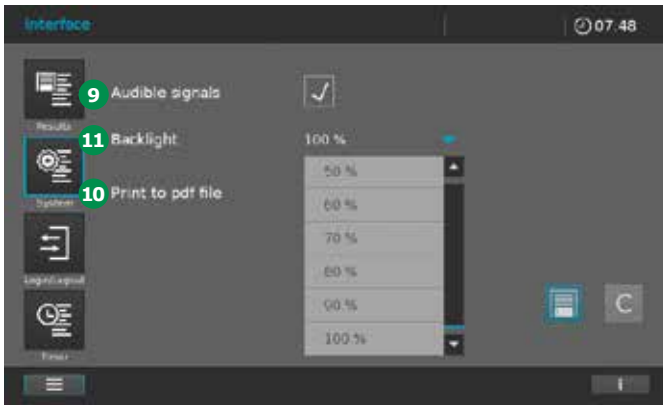 Interface
07.48
9 Audible signals
Results
11 Backlight 100 %
50 %
System
10 Print to pdf file
60 %
70 %
80 %
Login/Logout
90 %
C
100 %
Timer
i